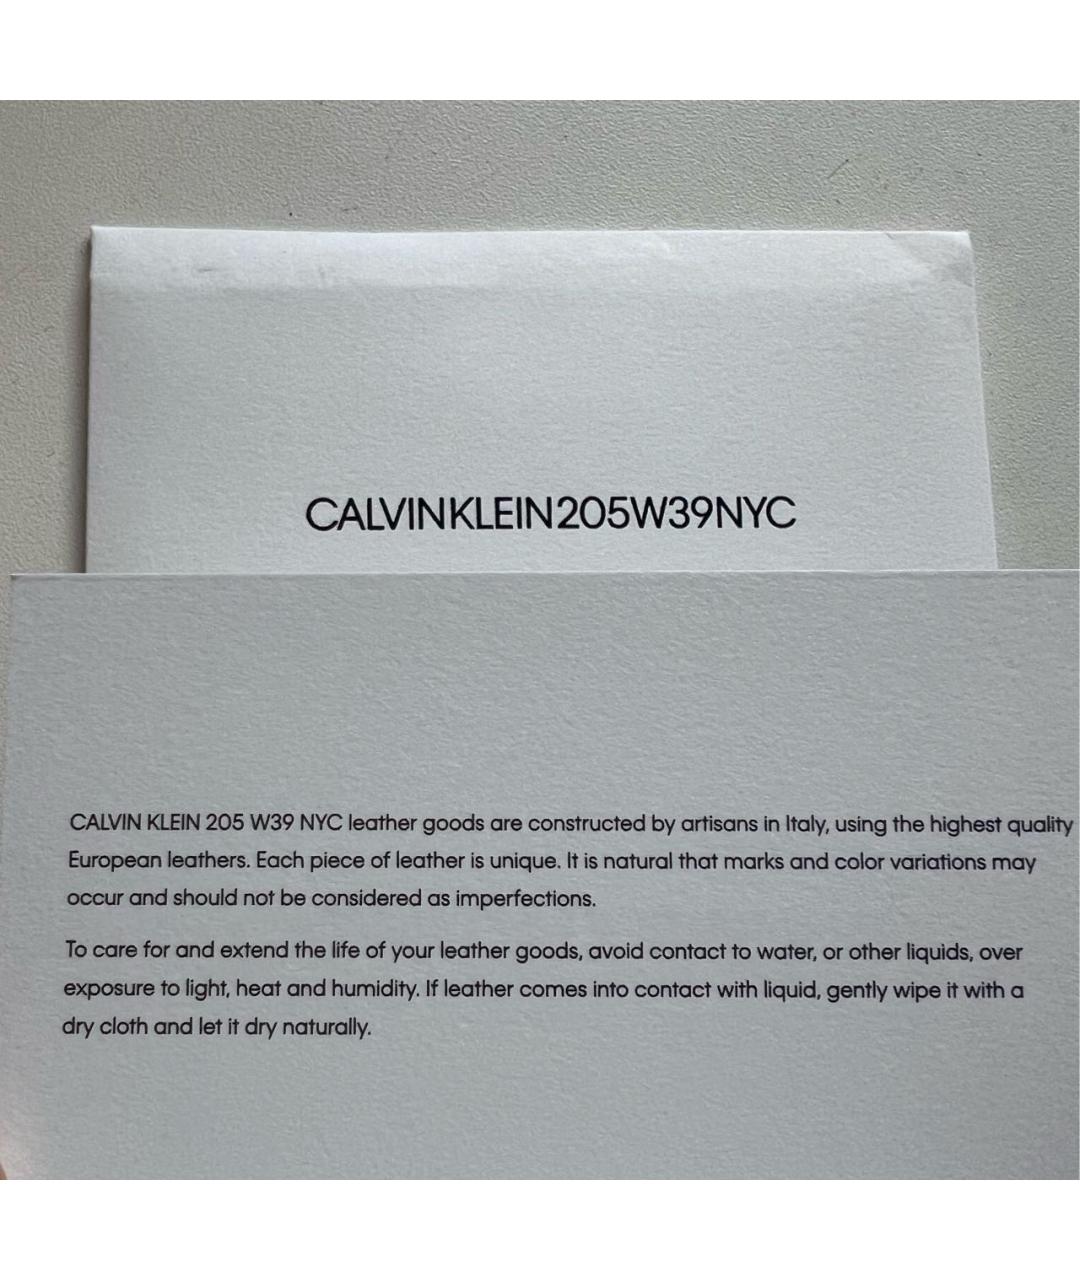 CALVINKLEIN205W39NYC
CALVIN KLEIN 205 W39 NYC leather goods are constructed by artisans in Italy, using the highest quality
European leathers. Each piece of leather is unique. It is natural that marks and color variations may
occur and should not be considered as imperfections.
To care for and extend the life of your leather goods, avoid contact to water, or other liquids, over
exposure to light, heat and humidity. If leather comes into contact with liquid, gently wipe it with a
dry cloth and let it dry naturally.